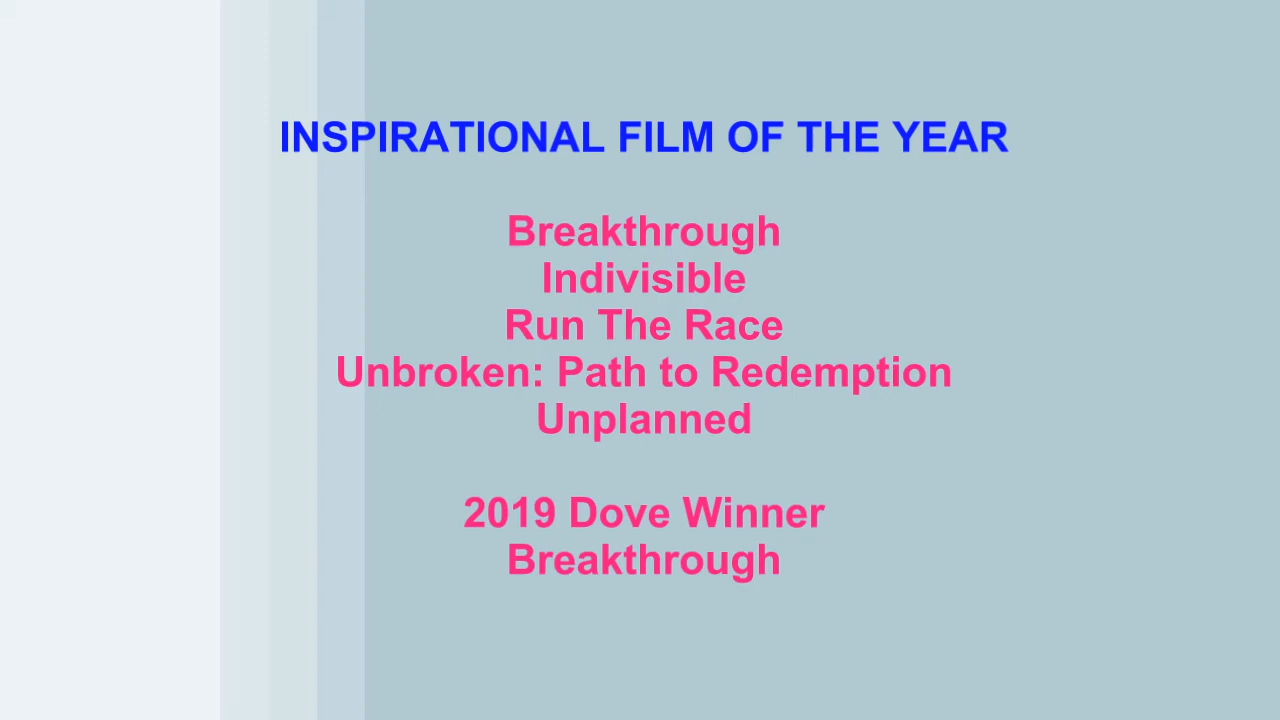 INSPIRATIONAL FILM OF THE YEAR
Breakthrough
Indivisible
Run The Race
Unbroken: Path to Redemption
Unplanned
2019 Dove Winner
Breakthrough